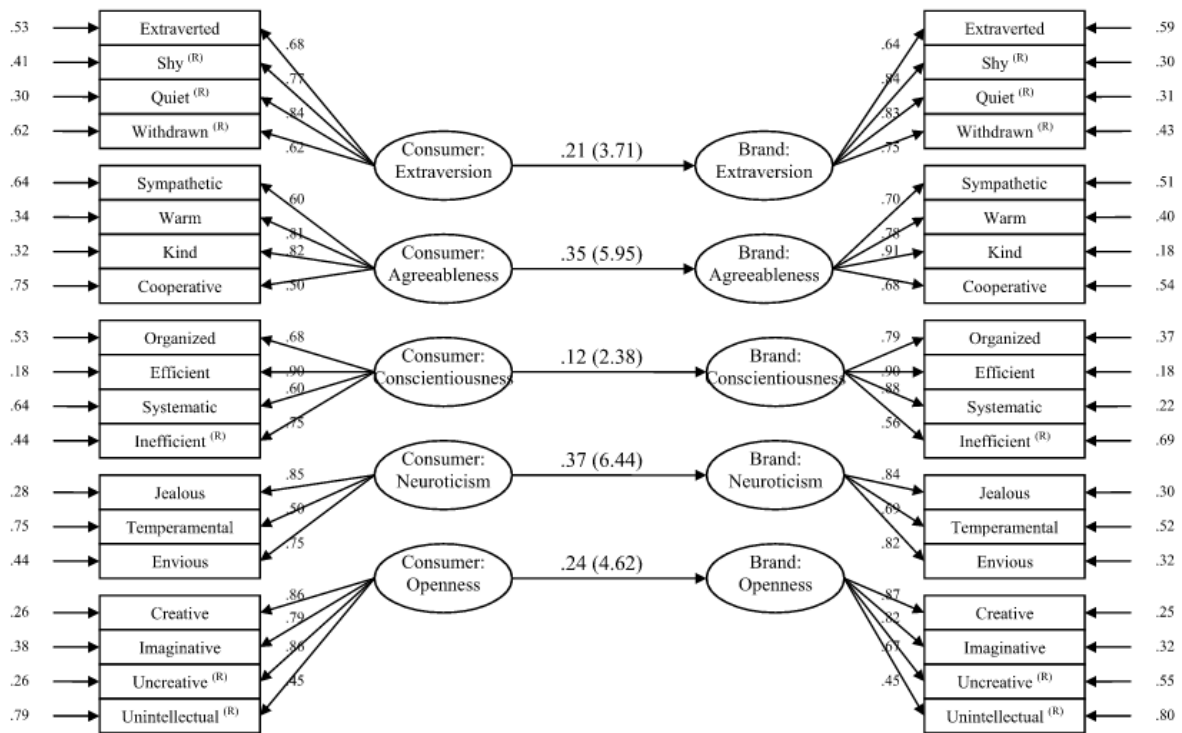 .53 Extraverted .68 .64 Extraverted .59
.41 Shy (R) .77 .84 Shy (R) .30
.30 Quiet (R) .84 .83 Quiet (R) .31
.62 Withdrawn (R) .62 .75 Withdrawn (R) .43
Consumer: Extraversion .21 (3.71) Brand: Extraversion
.64 Sympathetic .60 .70 Sympathetic .51
.34 Warm .81 .78 Warm .40
.32 Kind .82 .91 Kind .18
.75 Cooperative .50 .68 Cooperative .54
Consumer: Agreeableness .35 (5.95) Brand: Agreeableness
.53 Organized .68 .79 Organized .37
.18 Efficient .90 .90 Efficient .18
.64 Systematic .60 .88 Systematic .22
.44 Inefficient (R) .75 .56 Inefficient (R) .69
Consumer: Conscientiousness .12 (2.38) Brand: Conscientiousness
.28 Jealous .85 .84 Jealous .30
.75 Temperamental .50 .69 Temperamental .52
.44 Envious .75 .82 Envious .32
Consumer: Neuroticism .37 (6.44) Brand: Neuroticism
.26 Creative .86 .87 Creative .25
.38 Imaginative .79 .82 Imaginative .32
.26 Uncreative (R) .86 .67 Uncreative (R) .55
.79 Unintellectual (R) .45 .45 Unintellectual (R) .80
Consumer: Openness .24 (4.62) Brand: Openness